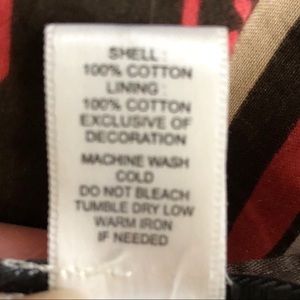 SHELL :
100% COTTON
LINING :
100% COTTON
EXCLUSIVE OF
DECORATION
MACHINE WASH
COLD
DO NOT BLEACH
TUMBLE DRY LOW
WARM IRON
IF NEEDED